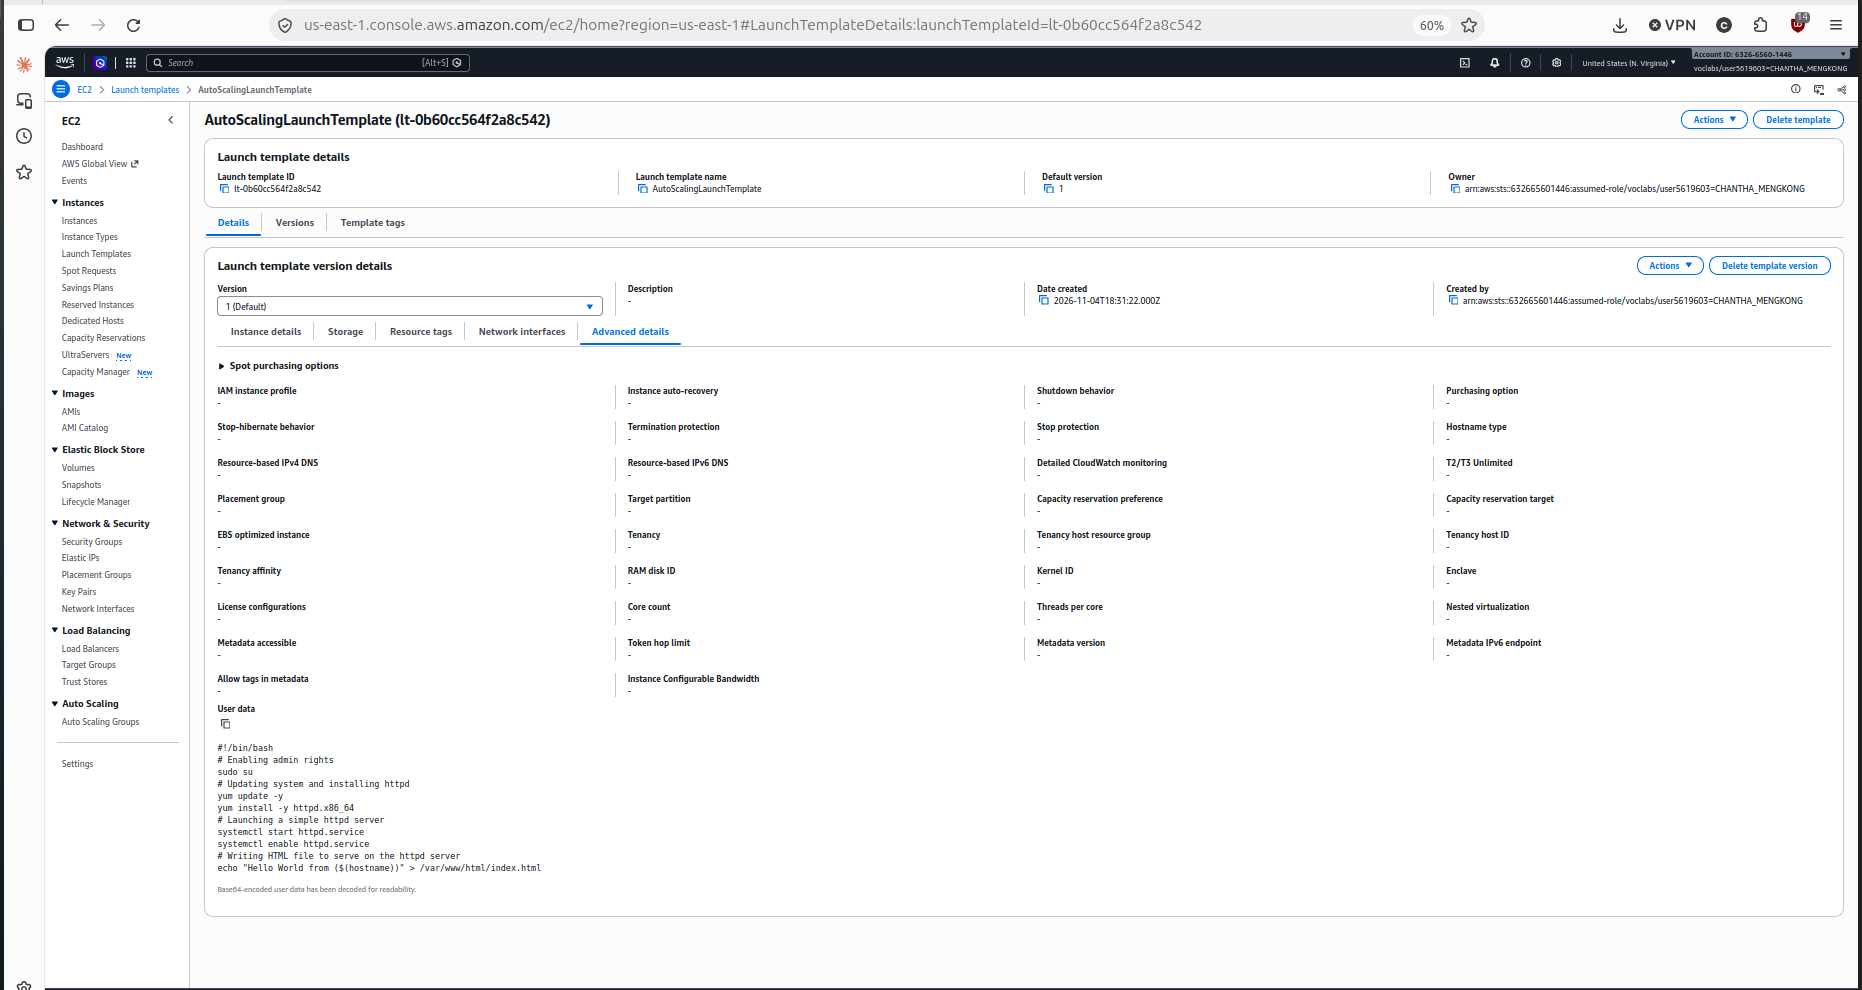 us-east-1.console.aws.amazon.com/ec2/home?region=us-east-1#LaunchTemplateDetails:launchTemplateId=lt-0b60cc564f2a8c542
60%
VPN
C
14
aws
Search
[Alt+S]
United States (N. Virginia)
Account ID: 6326-6560-1446
voclabs/user5619603=CHANTHA_MENGKONG
EC2
Launch templates
AutoScalingLaunchTemplate
EC2
Dashboard
AWS Global View
Events
Instances
Instances
Instance Types
Launch Templates
Spot Requests
Savings Plans
Reserved Instances
Dedicated Hosts
Capacity Reservations
UltraServers New
Capacity Manager New
Images
AMIs
AMI Catalog
Elastic Block Store
Volumes
Snapshots
Lifecycle Manager
Network & Security
Security Groups
Elastic IPs
Placement Groups
Key Pairs
Network Interfaces
Load Balancing
Load Balancers
Target Groups
Trust Stores
Auto Scaling
Auto Scaling Groups
Settings
AutoScalingLaunchTemplate (lt-0b60cc564f2a8c542)
Actions
Delete template
Launch template details
Launch template ID
lt-0b60cc564f2a8c542
Launch template name
AutoScalingLaunchTemplate
Default version
1
Owner
arn:aws:sts::632665601446:assumed-role/voclabs/user5619603=CHANTHA_MENGKONG
Details
Versions
Template tags
Launch template version details
Actions
Delete template version
Version
1 (Default)
Description
-
Date created
2026-11-04T18:31:22.000Z
Created by
arn:aws:sts::632665601446:assumed-role/voclabs/user5619603=CHANTHA_MENGKONG
Instance details
Storage
Resource tags
Network interfaces
Advanced details
Spot purchasing options
IAM instance profile
-
Instance auto-recovery
-
Shutdown behavior
-
Purchasing option
-
Stop-hibernate behavior
-
Termination protection
-
Stop protection
-
Hostname type
-
Resource-based IPv4 DNS
-
Resource-based IPv6 DNS
-
Detailed CloudWatch monitoring
-
T2/T3 Unlimited
-
Placement group
-
Target partition
-
Capacity reservation preference
-
Capacity reservation target
-
EBS optimized instance
-
Tenancy
-
Tenancy host resource group
-
Tenancy host ID
-
Tenancy affinity
-
RAM disk ID
-
Kernel ID
-
Enclave
-
License configurations
-
Core count
-
Threads per core
-
Nested virtualization
-
Metadata accessible
-
Token hop limit
-
Metadata version
-
Metadata IPv6 endpoint
-
Allow tags in metadata
-
Instance Configurable Bandwidth
-
User data
#!/bin/bash
# Enabling admin rights
sudo su
# Updating system and installing httpd
yum update -y
yum install -y httpd.x86_64
# Launching a simple httpd server
systemctl start httpd.service
systemctl enable httpd.service
# Writing HTML file to serve on the httpd server
echo "Hello World from ($(hostname))" > /var/www/html/index.html
Base64-encoded user data has been decoded for readability.